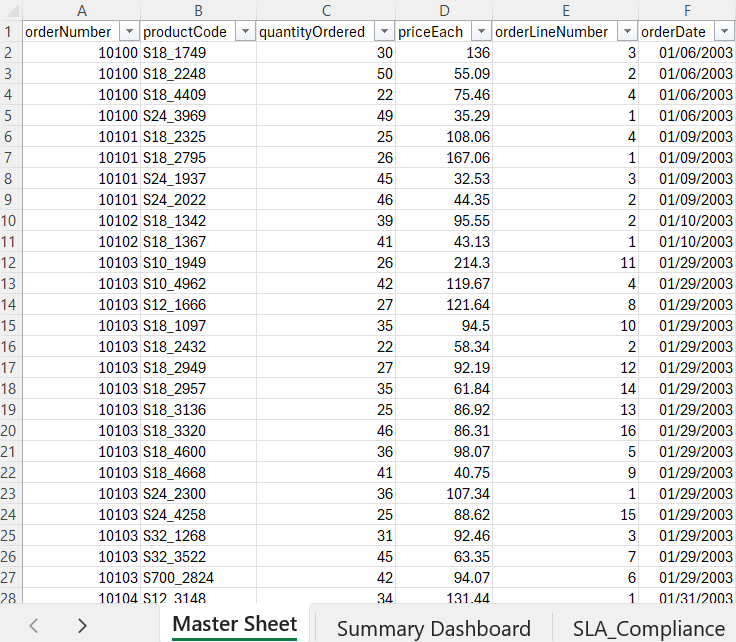 A B C D E F
1 orderNumber productCode quantityOrdered priceEach orderLineNumber orderDate
2 10100 S18_1749 30 136 3 01/06/2003
3 10100 S18_2248 50 55.09 2 01/06/2003
4 10100 S18_4409 22 75.46 4 01/06/2003
5 10100 S24_3969 49 35.29 1 01/06/2003
6 10101 S18_2325 25 108.06 4 01/09/2003
7 10101 S18_2795 26 167.06 1 01/09/2003
8 10101 S24_1937 45 32.53 3 01/09/2003
9 10101 S24_2022 46 44.35 2 01/09/2003
10 10102 S18_1342 39 95.55 2 01/10/2003
11 10102 S18_1367 41 43.13 1 01/10/2003
12 10103 S10_1949 26 214.3 11 01/29/2003
13 10103 S10_4962 42 119.67 4 01/29/2003
14 10103 S12_1666 27 121.64 8 01/29/2003
15 10103 S18_1097 35 94.5 10 01/29/2003
16 10103 S18_2432 22 58.34 2 01/29/2003
17 10103 S18_2949 27 92.19 12 01/29/2003
18 10103 S18_2957 35 61.84 14 01/29/2003
19 10103 S18_3136 25 86.92 13 01/29/2003
20 10103 S18_3320 46 86.31 16 01/29/2003
21 10103 S18_4600 36 98.07 5 01/29/2003
22 10103 S18_4668 41 40.75 9 01/29/2003
23 10103 S24_2300 36 107.34 1 01/29/2003
24 10103 S24_4258 25 88.62 15 01/29/2003
25 10103 S32_1268 31 92.46 3 01/29/2003
26 10103 S32_3522 45 63.35 7 01/29/2003
27 10103 S700_2824 42 94.07 6 01/29/2003
28 10104 S12_3148 34 131.44 1 01/31/2003
Master Sheet Summary Dashboard SLA_Compliance